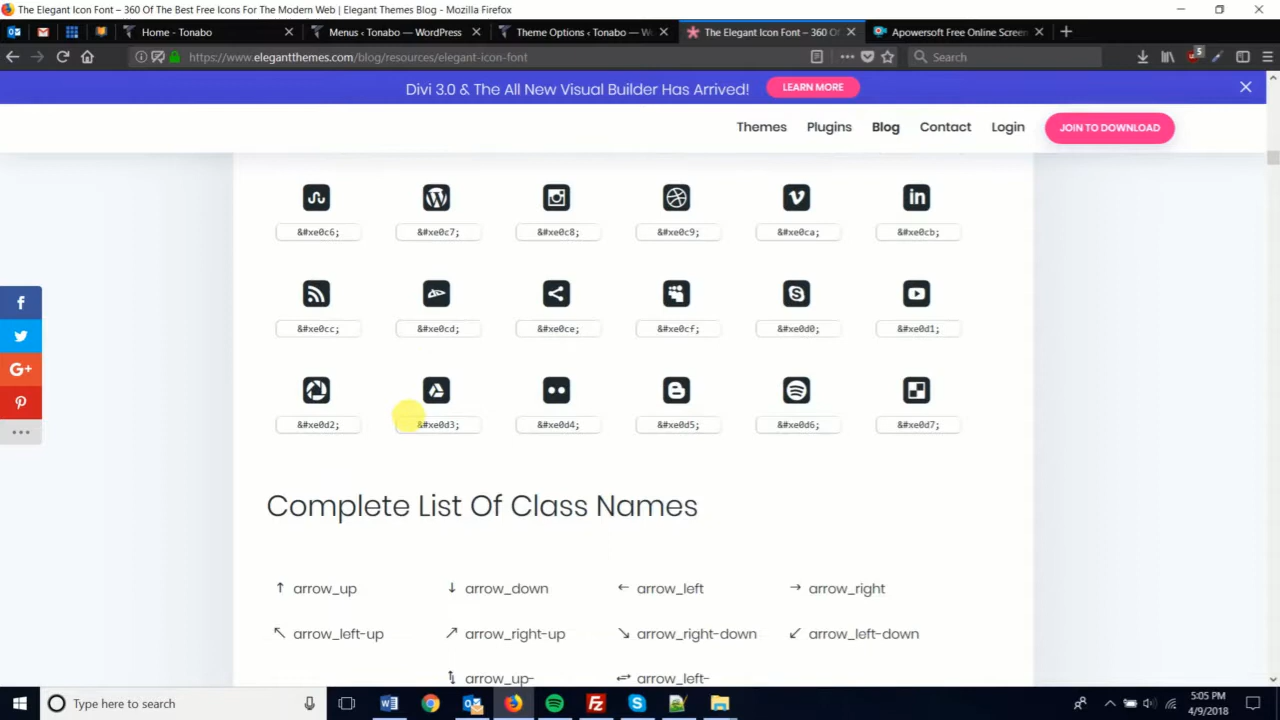 The Elegant Icon Font – 360 Of The Best Free Icons For The Modern Web | Elegant Themes Blog - Mozilla Firefox
Home - Tonabo
Menus ‹ Tonabo — WordPress
Theme Options ‹ Tonabo — Wo
The Elegant Icon Font – 360 Of
Apowersoft Free Online Screen
https://www.elegantthemes.com/blog/resources/elegant-icon-font
Search
5
Divi 3.0 & The All New Visual Builder Has Arrived!
LEARN MORE
Themes
Plugins
Blog
Contact
Login
JOIN TO DOWNLOAD
&#xe0c6; &#xe0c7; &#xe0c8; &#xe0c9; &#xe0ca; &#xe0cb;
&#xe0cc; &#xe0cd; &#xe0ce; &#xe0cf; &#xe0d0; &#xe0d1;
&#xe0d2; &#xe0d3; &#xe0d4; &#xe0d5; &#xe0d6; &#xe0d7;
Complete List Of Class Names
arrow_up arrow_down arrow_left arrow_right
arrow_left-up arrow_right-up arrow_right-down arrow_left-down
arrow_up- arrow_left-
Type here to search
5:05 PM
4/9/2018